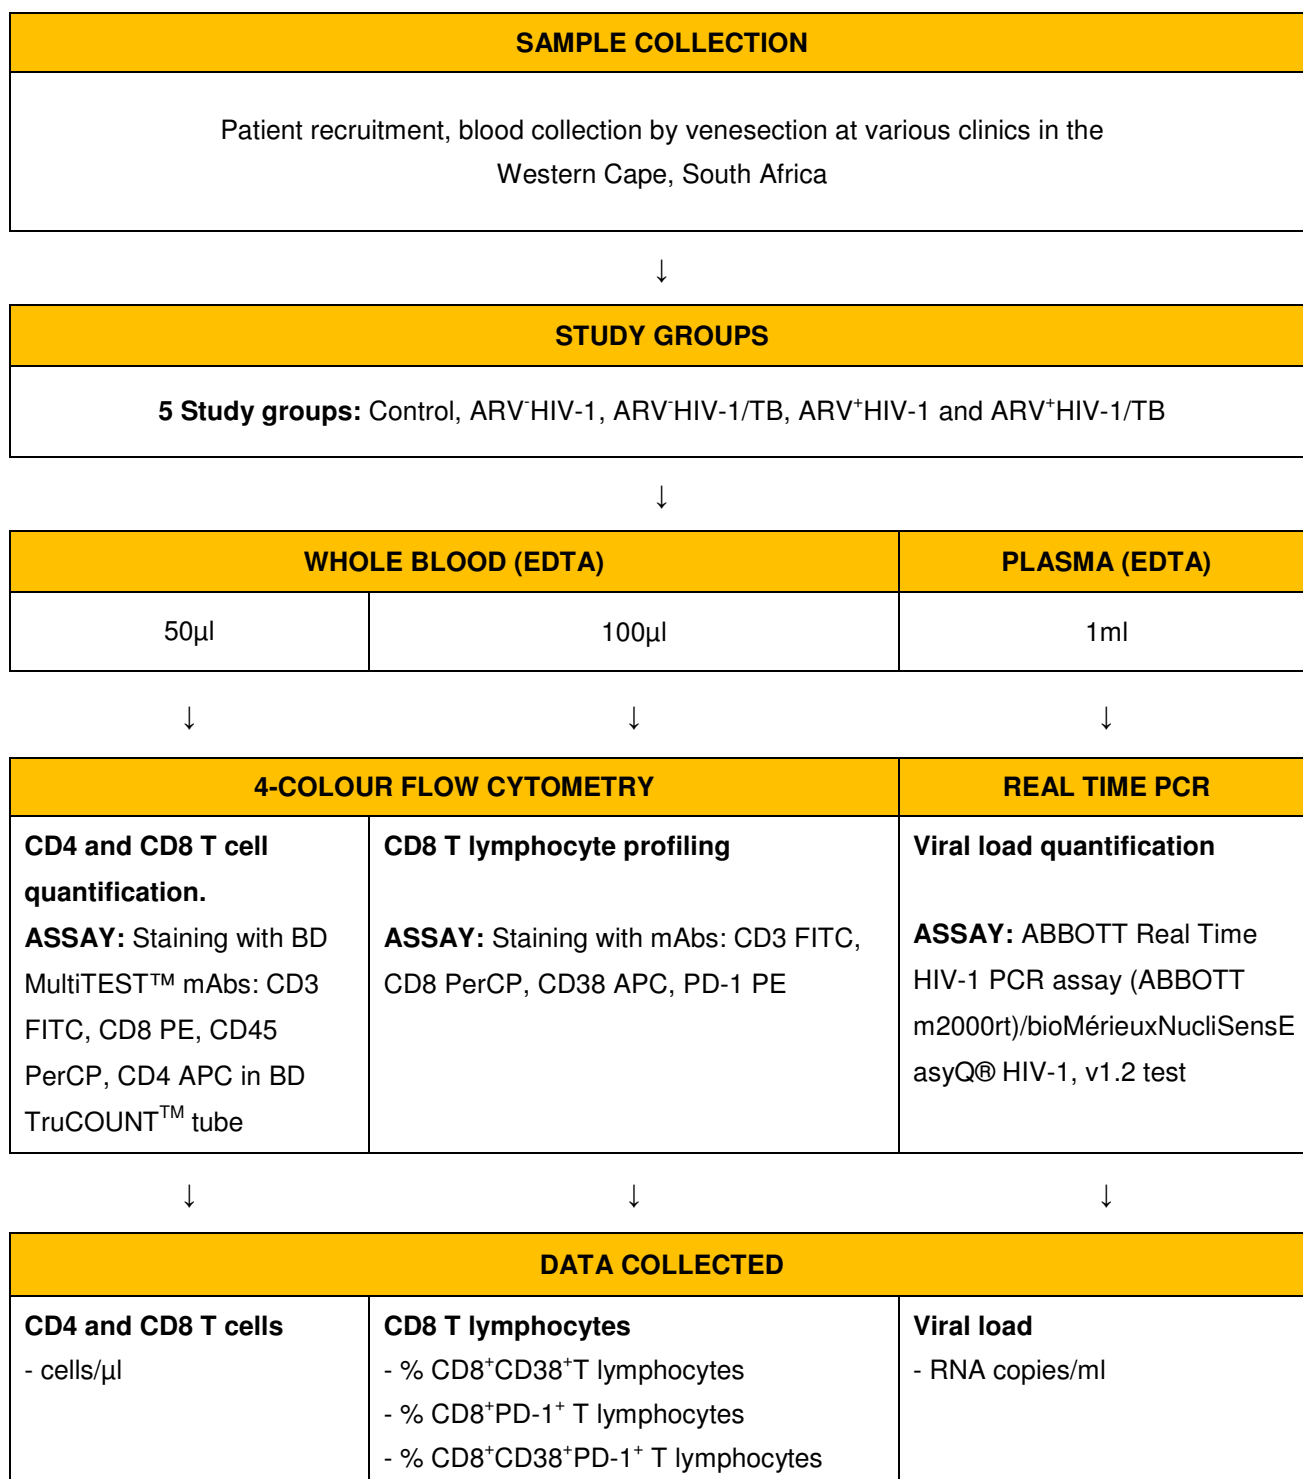 SAMPLE COLLECTION
Patient recruitment, blood collection by venesection at various clinics in the
Western Cape, South Africa
↓
STUDY GROUPS
5 Study groups: Control, ARV⁻HIV-1, ARV⁻HIV-1/TB, ARV⁺HIV-1 and ARV⁺HIV-1/TB
↓
WHOLE BLOOD (EDTA)
PLASMA (EDTA)
50µl
100µl
1ml
↓ ↓ ↓
4-COLOUR FLOW CYTOMETRY
REAL TIME PCR
CD4 and CD8 T cell
quantification.
ASSAY: Staining with BD
MultiTEST™ mAbs: CD3
FITC, CD8 PE, CD45
PerCP, CD4 APC in BD
TruCOUNT™ tube
CD8 T lymphocyte profiling
ASSAY: Staining with mAbs: CD3 FITC,
CD8 PerCP, CD38 APC, PD-1 PE
Viral load quantification
ASSAY: ABBOTT Real Time
HIV-1 PCR assay (ABBOTT
m2000rt)/bioMérieuxNucliSensE
asyQ® HIV-1, v1.2 test
↓ ↓ ↓
DATA COLLECTED
CD4 and CD8 T cells
- cells/µl
CD8 T lymphocytes
- % CD8⁺CD38⁺T lymphocytes
- % CD8⁺PD-1⁺ T lymphocytes
- % CD8⁺CD38⁺PD-1⁺ T lymphocytes
Viral load
- RNA copies/ml